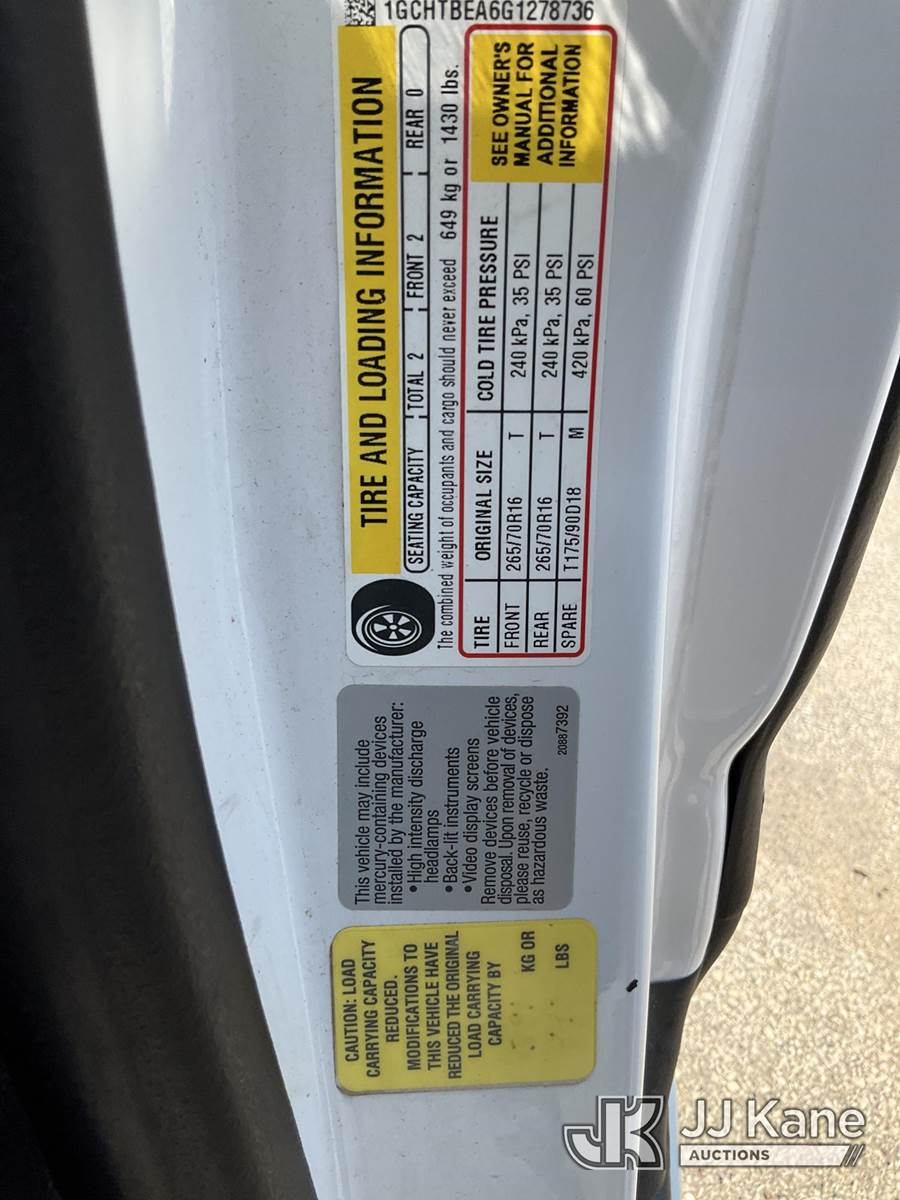 1GCHTBEA6G1278736
TIRE AND LOADING INFORMATION
SEATING CAPACITY TOTAL 2 FRONT 2 REAR 0
The combined weight of occupants and cargo should never exceed 649 kg or 1430 lbs.
TIRE ORIGINAL SIZE COLD TIRE PRESSURE
FRONT 265/70R16 T 240 kPa, 35 PSI
REAR 265/70R16 T 240 kPa, 35 PSI
SPARE T175/90D18 M 420 kPa, 60 PSI
SEE OWNER'S
MANUAL FOR
ADDITIONAL
INFORMATION
This vehicle may include
mercury-containing devices
installed by the manufacturer:
• High intensity discharge
headlamps
• Back-lit instruments
• Video display screens
Remove devices before vehicle
disposal. Upon removal of devices,
please reuse, recycle or dispose
as hazardous waste.
20887392
CAUTION: LOAD
CARRYING CAPACITY
REDUCED.
MODIFICATIONS TO
THIS VEHICLE HAVE
REDUCED THE ORIGINAL
LOAD CARRYING
CAPACITY BY
KG OR
LBS
JK JJ Kane
AUCTIONS